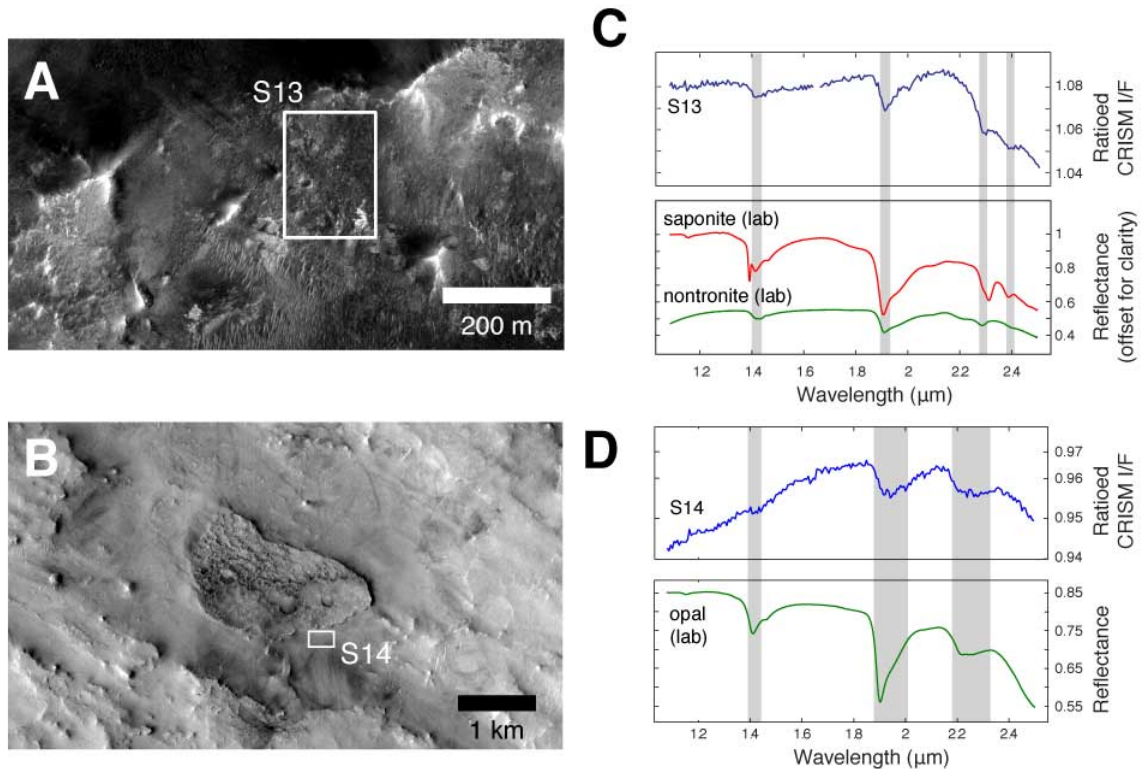 A
S13
200 m
B
S14
1 km
C
S13
1.08
1.06
1.04
Ratioed
CRISM I/F
saponite (lab)
nontronite (lab)
1
0.8
0.6
0.4
Reflectance
(offset for clarity)
12 1.4 1.6 1.8 2 2.2 2.4
Wavelength (µm)
D
S14
0.97
0.96
0.95
0.94
Ratioed
CRISM I/F
opal
(lab)
0.85
0.75
0.65
0.55
Reflectance
12 1.4 1.6 1.8 2 2.2 2.4
Wavelength (µm)